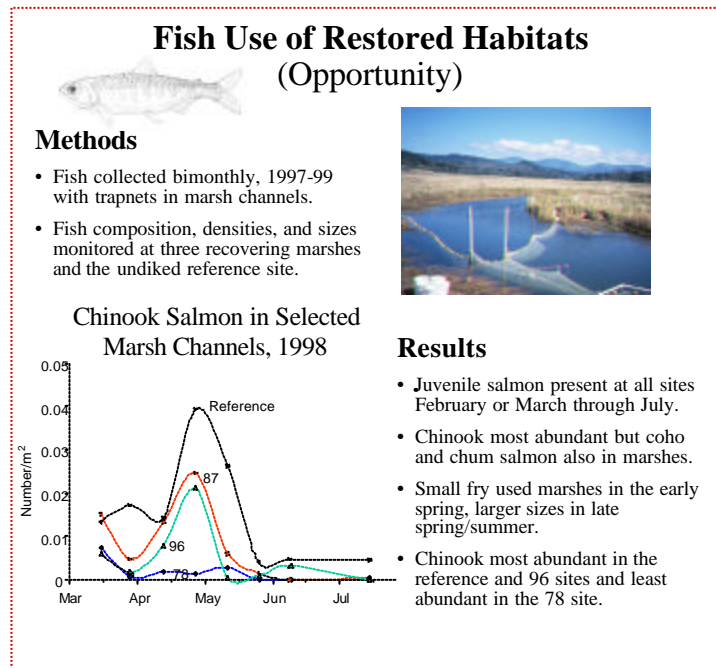 Fish Use of Restored Habitats
(Opportunity)
Methods
• Fish collected bimonthly, 1997-99
with trapnets in marsh channels.
• Fish composition, densities, and sizes
monitored at three recovering marshes
and the undiked reference site.
Chinook Salmon in Selected
Marsh Channels, 1998
0.05
0.04
0.03
0.02
0.01
0
Number/m²
Reference
87
96
78
Mar Apr May Jun Jul
Results
• Juvenile salmon present at all sites
February or March through July.
• Chinook most abundant but coho
and chum salmon also in marshes.
• Small fry used marshes in the early
spring, larger sizes in late
spring/summer.
• Chinook most abundant in the
reference and 96 sites and least
abundant in the 78 site.